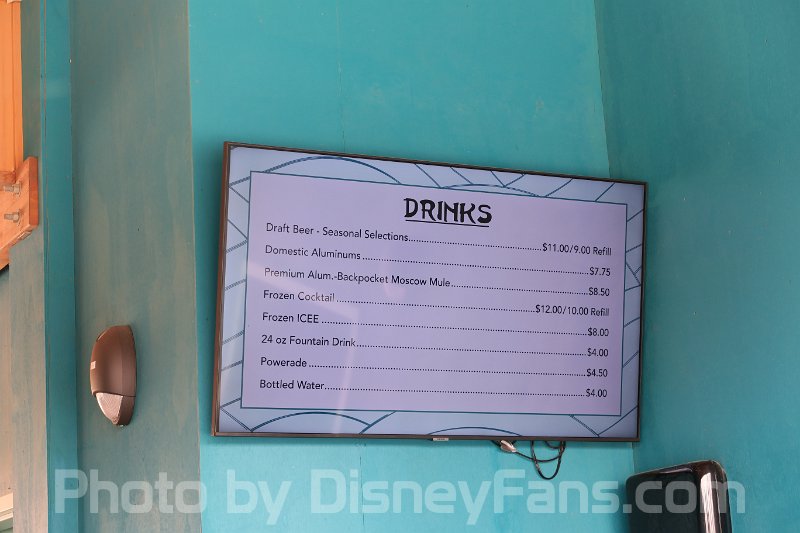 DRINKS
Draft Beer - Seasonal Selections........................................$11.00/9.00 Refill
Domestic Aluminums........................................$7.75
Premium Alum.-Backpocket Moscow Mule........................................$8.50
Frozen Cocktail........................................$12.00/10.00 Refill
Frozen ICEE........................................$8.00
24 oz Fountain Drink........................................$4.00
Powerade........................................$4.50
Bottled Water........................................$4.00
Photo by DisneyFans.com